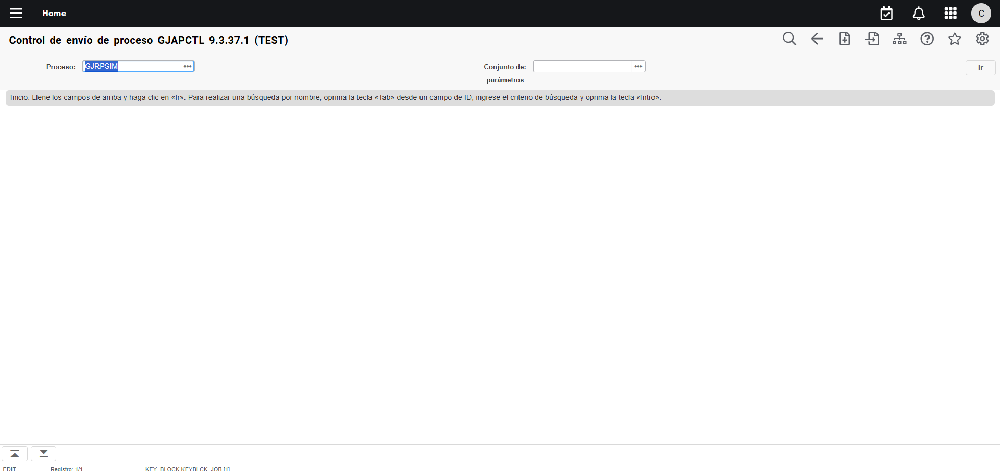 Home
C
Control de envío de proceso GJAPCTL 9.3.37.1 (TEST)
Proceso: GJRPSIM
Conjunto de:
parámetros
Ir
Inicio: Llene los campos de arriba y haga clic en «Ir». Para realizar una búsqueda por nombre, oprima la tecla «Tab» desde un campo de ID, ingrese el criterio de búsqueda y oprima la tecla «Intro».
EDIT Registro: 1/1 KEY_BLOCK.KEYBLCK_JOB [1]